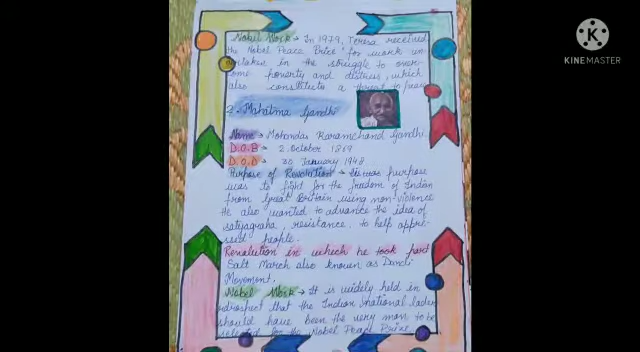 Nobel Work → In 1979, Teresa received
the Nobel Peace Prize for work un
dertaken in the struggle to over-
come poverty and distress, which
also constitute a threat to peace
2. Mahatma Gandhi
Name → Mohandas Karamchand Gandhi.
D.O.B → 2 October 1869
D.O.D → 30 January 1948
Purpose of Revolution → purpose
was to fight for the freedom of Indian
from Great Britain using non-violence
He also wanted to advance the idea of
satyagraha, resistance, to help oppre-
ssed people.
Revolution in which he took part
Salt March also known as Dandi
Movement.
Nobel Work → It is widely held in
retrospect that the Indian National leader
should have been the very man to be
selected for the Nobel Peace Prize
KINEMASTER